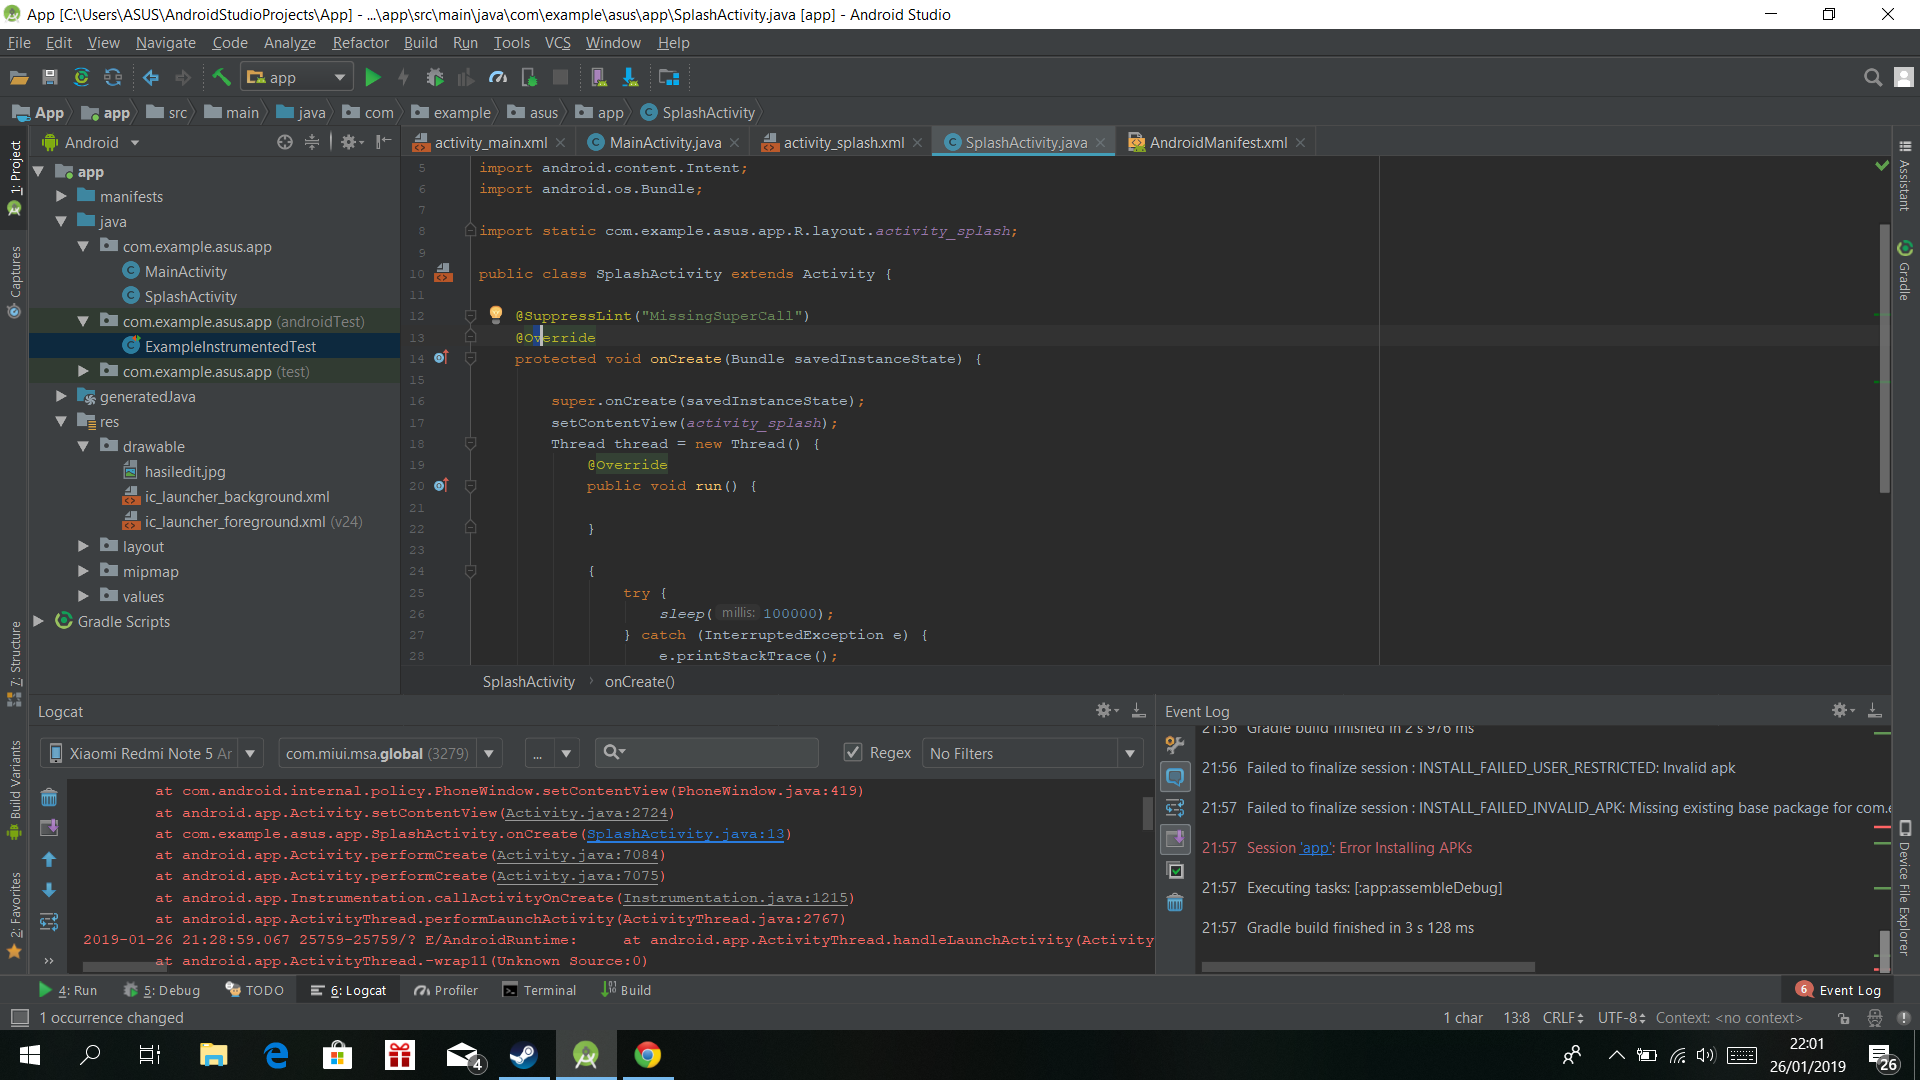 App [C:\Users\ASUS\AndroidStudioProjects\App] - ...\app\src\main\java\com\example\asus\app\SplashActivity.java [app] - Android Studio
File Edit View Navigate Code Analyze Refactor Build Run Tools VCS Window Help
app
App app src main java com example asus app SplashActivity
Android
activity_main.xml MainActivity.java activity_splash.xml SplashActivity.java AndroidManifest.xml
1: Project
Captures
7: Structure
Build Variants
2: Favorites
app
manifests
java
com.example.asus.app
MainActivity
SplashActivity
com.example.asus.app (androidTest)
ExampleInstrumentedTest
com.example.asus.app (test)
generatedJava
res
drawable
hasiledit.jpg
ic_launcher_background.xml
ic_launcher_foreground.xml (v24)
layout
mipmap
values
Gradle Scripts
5 import android.content.Intent;
6 import android.os.Bundle;
7
8 import static com.example.asus.app.R.layout.activity_splash;
9
10 public class SplashActivity extends Activity {
11
12 @SuppressLint("MissingSuperCall")
13 @Override
14 protected void onCreate(Bundle savedInstanceState) {
15
16 super.onCreate(savedInstanceState);
17 setContentView(activity_splash);
18 Thread thread = new Thread() {
19 @Override
20 public void run() {
21
22 }
23
24 {
25 try {
26 sleep( millis: 100000);
27 } catch (InterruptedException e) {
28 e.printStackTrace();
SplashActivity › onCreate()
Assistant
Gradle
Device File Explorer
Logcat
Xiaomi Redmi Note 5 Ar com.miui.msa.global (3279) ... Regex No Filters
at com.android.internal.policy.PhoneWindow.setContentView(PhoneWindow.java:419)
at android.app.Activity.setContentView(Activity.java:2724)
at com.example.asus.app.SplashActivity.onCreate(SplashActivity.java:13)
at android.app.Activity.performCreate(Activity.java:7084)
at android.app.Activity.performCreate(Activity.java:7075)
at android.app.Instrumentation.callActivityOnCreate(Instrumentation.java:1215)
at android.app.ActivityThread.performLaunchActivity(ActivityThread.java:2767)
2019-01-26 21:28:59.067 25759-25759/? E/AndroidRuntime: at android.app.ActivityThread.handleLaunchActivity(Activity
at android.app.ActivityThread.-wrap11(Unknown Source:0)
Event Log
21:56 Gradle build finished in 2 s 976 ms
21:56 Failed to finalize session : INSTALL_FAILED_USER_RESTRICTED: Invalid apk
21:57 Failed to finalize session : INSTALL_FAILED_INVALID_APK: Missing existing base package for com.e
21:57 Session 'app': Error Installing APKs
21:57 Executing tasks: [:app:assembleDebug]
21:57 Gradle build finished in 3 s 128 ms
4: Run 5: Debug TODO 6: Logcat Profiler Terminal Build 6 Event Log
1 occurrence changed 1 char 13:8 CRLF UTF-8 Context: <no context>
4
22:01
26/01/2019
26